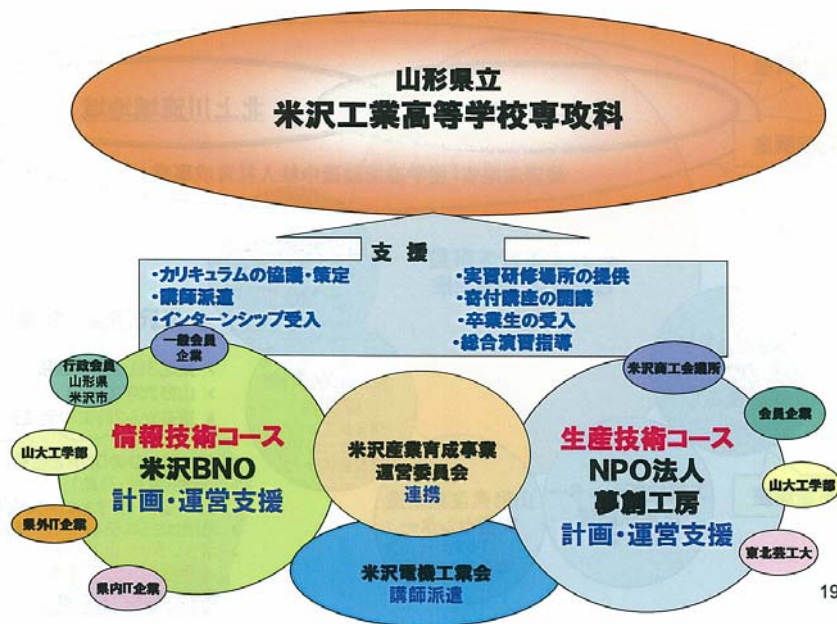 山形県立
米沢工業高等学校専攻科
支 援
・カリキュラムの協議・策定
・講師派遣
・インターンシップ受入
・実習研修場所の提供
・寄付講座の開講
・卒業生の受入
・総合演習指導
一般会員
企業
行政会員
山形県
米沢市
山大工学部
県外IT企業
県内IT企業
情報技術コース
米沢BNO
計画・運営支援
米沢産業育成事業
運営委員会
連携
米沢電機工業会
講師派遣
米沢商工会議所
会員企業
山大工学部
東北芸工大
生産技術コース
NPO法人
夢創工房
計画・運営支援
19